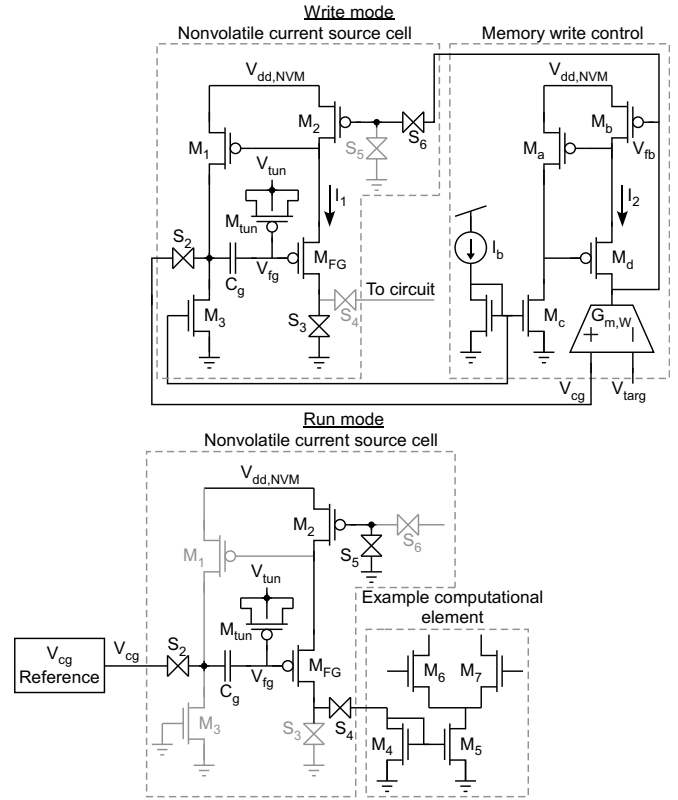 Write mode
Nonvolatile current source cell
Memory write control
V_dd,NVM
V_dd,NVM
M_2
M_b
S_6
S_5
M_1
M_a
V_fb
V_tun
I_1
I_2
M_tun
S_2
I_b
M_FG
M_d
V_fg
C_g
To circuit
S_4
S_3
M_3
M_c
G_m,W
+
−
V_cg
V_targ
Run mode
Nonvolatile current source cell
V_dd,NVM
M_2
S_6
S_5
M_1
V_tun
Example computational
element
M_tun
V_cg
Reference
V_cg
S_2
M_FG
M_6
M_7
V_fg
C_g
M_3
S_3
S_4
M_4
M_5